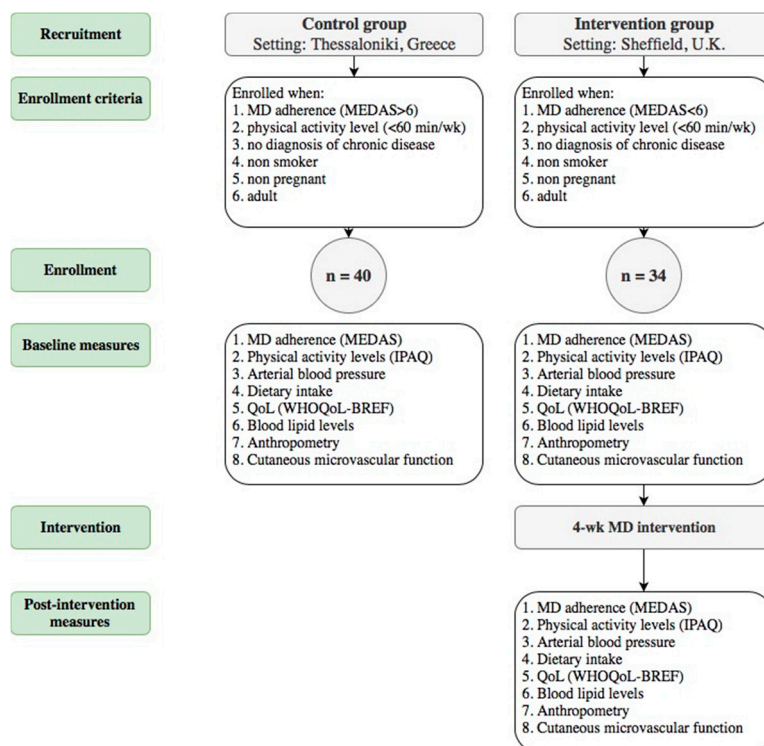 Recruitment
Control group
Setting: Thessaloniki, Greece
Intervention group
Setting: Sheffield, U.K.
Enrollment criteria
Enrolled when:
1. MD adherence (MEDAS>6)
2. physical activity level (<60 min/wk)
3. no diagnosis of chronic disease
4. non smoker
5. non pregnant
6. adult
Enrolled when:
1. MD adherence (MEDAS<6)
2. physical activity level (<60 min/wk)
3. no diagnosis of chronic disease
4. non smoker
5. non pregnant
6. adult
Enrollment
n = 40
n = 34
Baseline measures
1. MD adherence (MEDAS)
2. Physical activity levels (IPAQ)
3. Arterial blood pressure
4. Dietary intake
5. QoL (WHOQoL-BREF)
6. Blood lipid levels
7. Anthropometry
8. Cutaneous microvascular function
1. MD adherence (MEDAS)
2. Physical activity levels (IPAQ)
3. Arterial blood pressure
4. Dietary intake
5. QoL (WHOQoL-BREF)
6. Blood lipid levels
7. Anthropometry
8. Cutaneous microvascular function
Intervention
4-wk MD intervention
Post-intervention
measures
1. MD adherence (MEDAS)
2. Physical activity levels (IPAQ)
3. Arterial blood pressure
4. Dietary intake
5. QoL (WHOQoL-BREF)
6. Blood lipid levels
7. Anthropometry
8. Cutaneous microvascular function